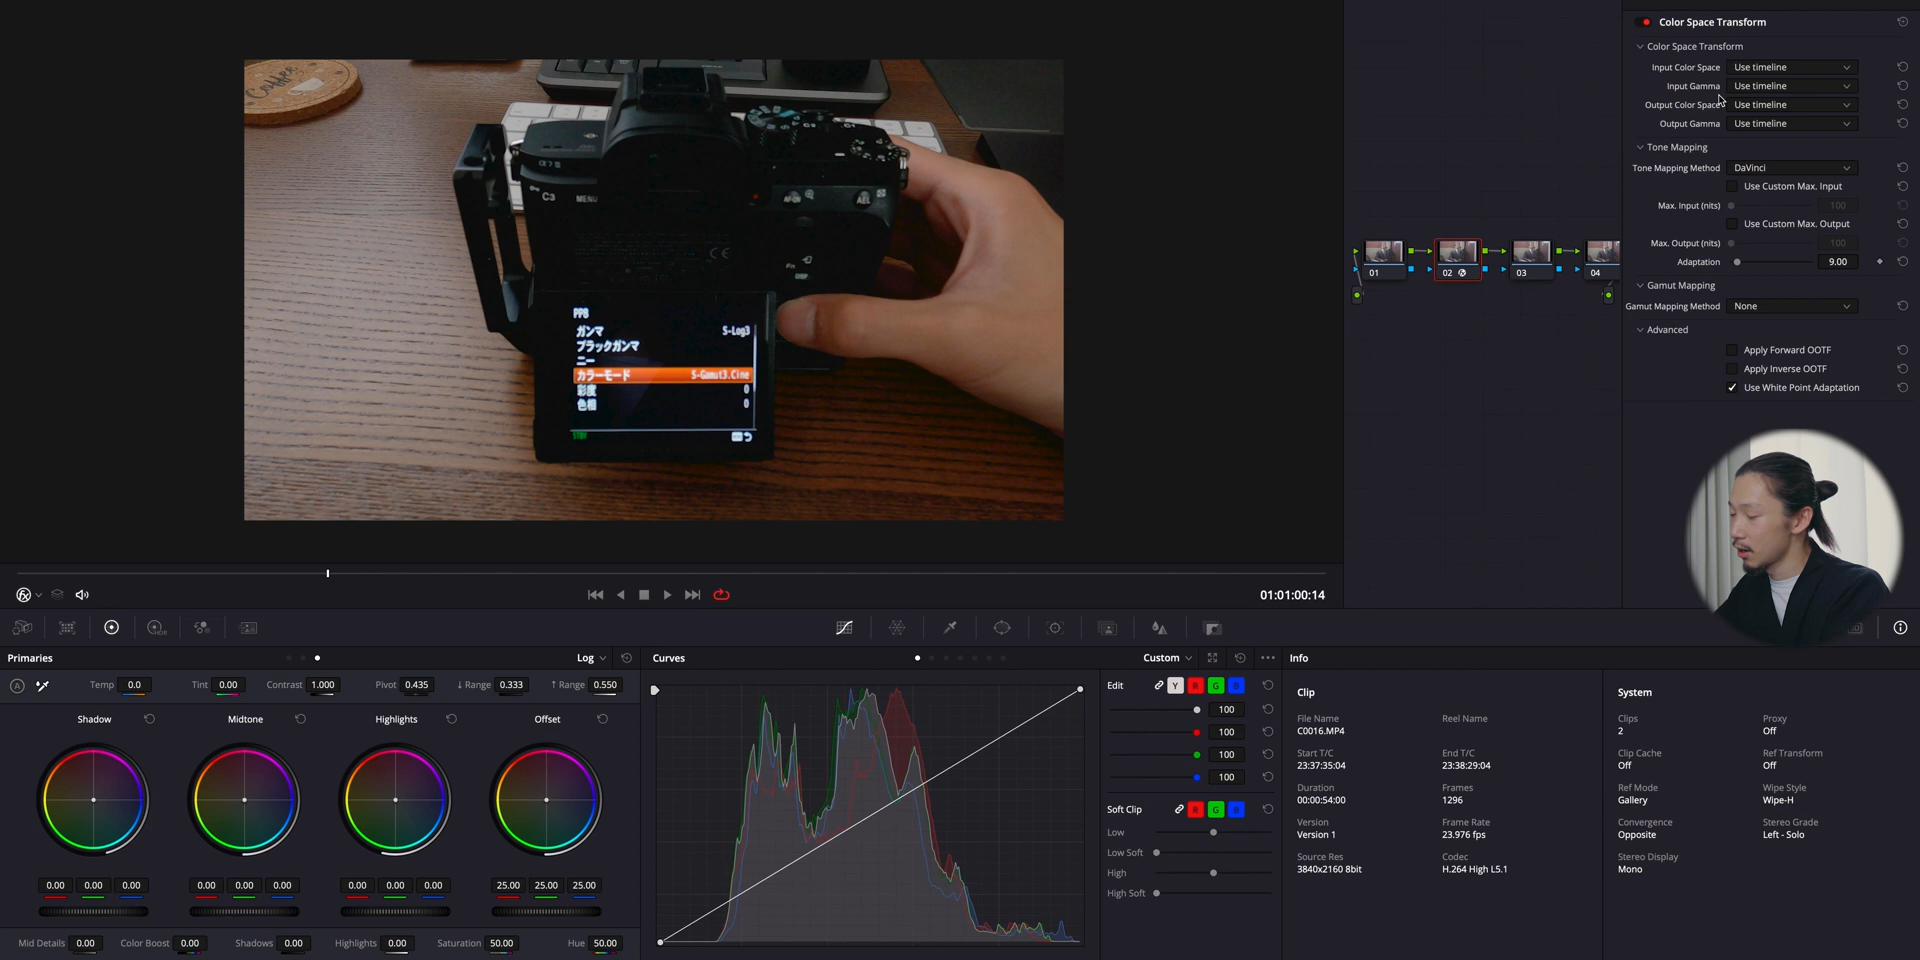 Color Space Transform
Color Space Transform
Input Color Space Use timeline
Input Gamma Use timeline
Output Color Space Use timeline
Output Gamma Use timeline
Tone Mapping
Tone Mapping Method DaVinci
Use Custom Max. Input
Max. Input (nits) 100
Use Custom Max. Output
Max. Output (nits) 100
Adaptation 9.00
Gamut Mapping
Gamut Mapping Method None
Advanced
Apply Forward OOTF
Apply Inverse OOTF
Use White Point Adaptation
Coffee
C3 MENU
AF-ON AEL
Fn
PP8
ガンマ S-Log3
ブラックガンマ
ニー
カラーモード S-Gamut3.Cine
彩度 0
色相 0
STBY
01 02 03 04
01:01:00:14
Primaries Log
Temp 0.0 Tint 0.00 Contrast 1.000 Pivot 0.435 ↓ Range 0.333 ↑ Range 0.550
Shadow Midtone Highlights Offset
0.00 0.00 0.00 0.00 0.00 0.00 0.00 0.00 0.00 25.00 25.00 25.00
Mid Details 0.00 Color Boost 0.00 Shadows 0.00 Highlights 0.00 Saturation 50.00 Hue 50.00
Curves Custom
Edit Y R G B
100
100
100
100
Soft Clip R G B
Low
Low Soft
High
High Soft
Info
Clip
File Name Reel Name
C0016.MP4
Start T/C End T/C
23:37:35:04 23:38:29:04
Duration Frames
00:00:54:00 1296
Version Frame Rate
Version 1 23.976 fps
Source Res Codec
3840x2160 8bit H.264 High L5.1
System
Clips Proxy
2 Off
Clip Cache Ref Transform
Off Off
Ref Mode Wipe Style
Gallery Wipe-H
Convergence Stereo Grade
Opposite Left - Solo
Stereo Display
Mono